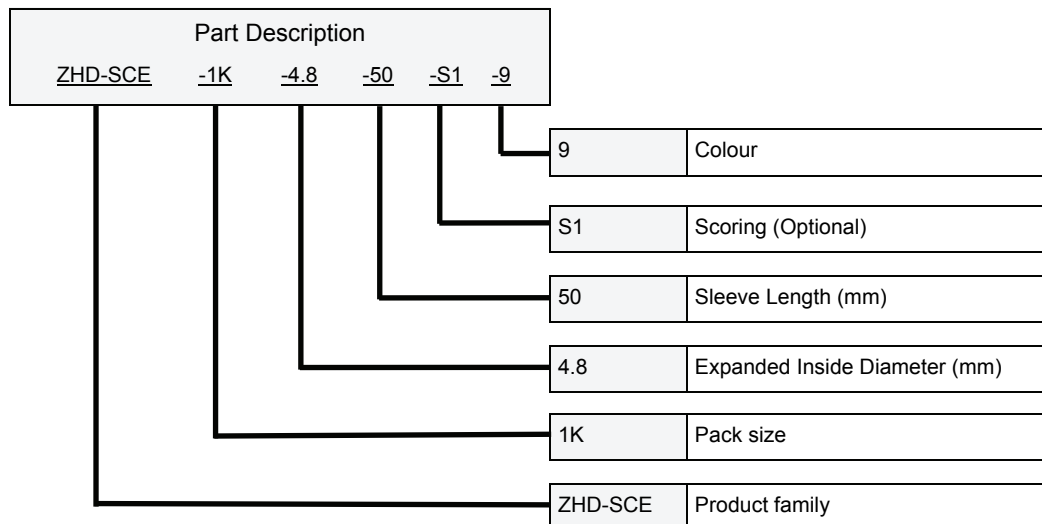 Part Description
ZHD-SCE -1K -4.8 -50 -S1 -9
9 Colour
S1 Scoring (Optional)
50 Sleeve Length (mm)
4.8 Expanded Inside Diameter (mm)
1K Pack size
ZHD-SCE Product family